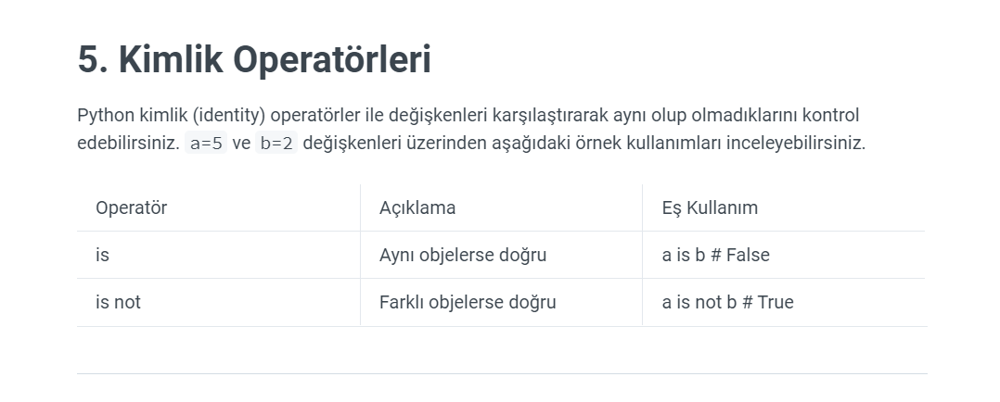 5. Kimlik Operatörleri
Python kimlik (identity) operatörler ile değişkenleri karşılaştırarak aynı olup olmadıklarını kontrol
edebilirsiniz. a=5 ve b=2 değişkenleri üzerinden aşağıdaki örnek kullanımları inceleyebilirsiniz.
Operatör Açıklama Eş Kullanım
is Aynı objelerse doğru a is b # False
is not Farklı objelerse doğru a is not b # True